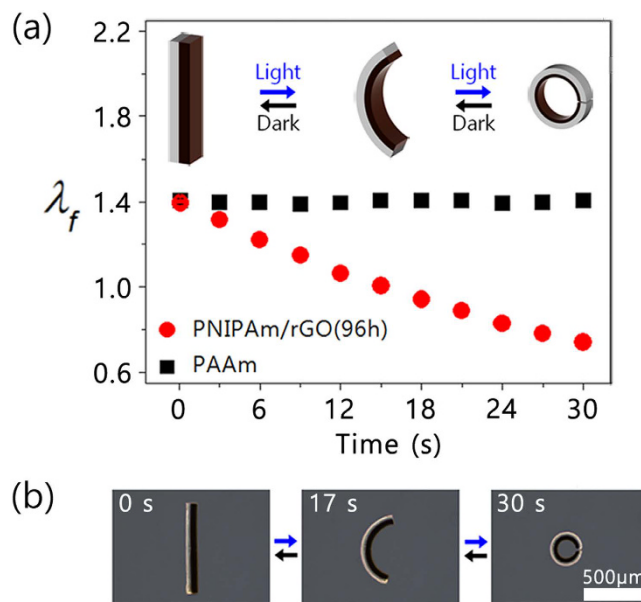 (a)
2.2
1.8
1.4
1.0
0.6
λf
Light
Dark
Light
Dark
PNIPAm/rGO(96h)
PAAm
0 6 12 18 24 30
Time (s)
(b)
0 s
17 s
30 s
500μm